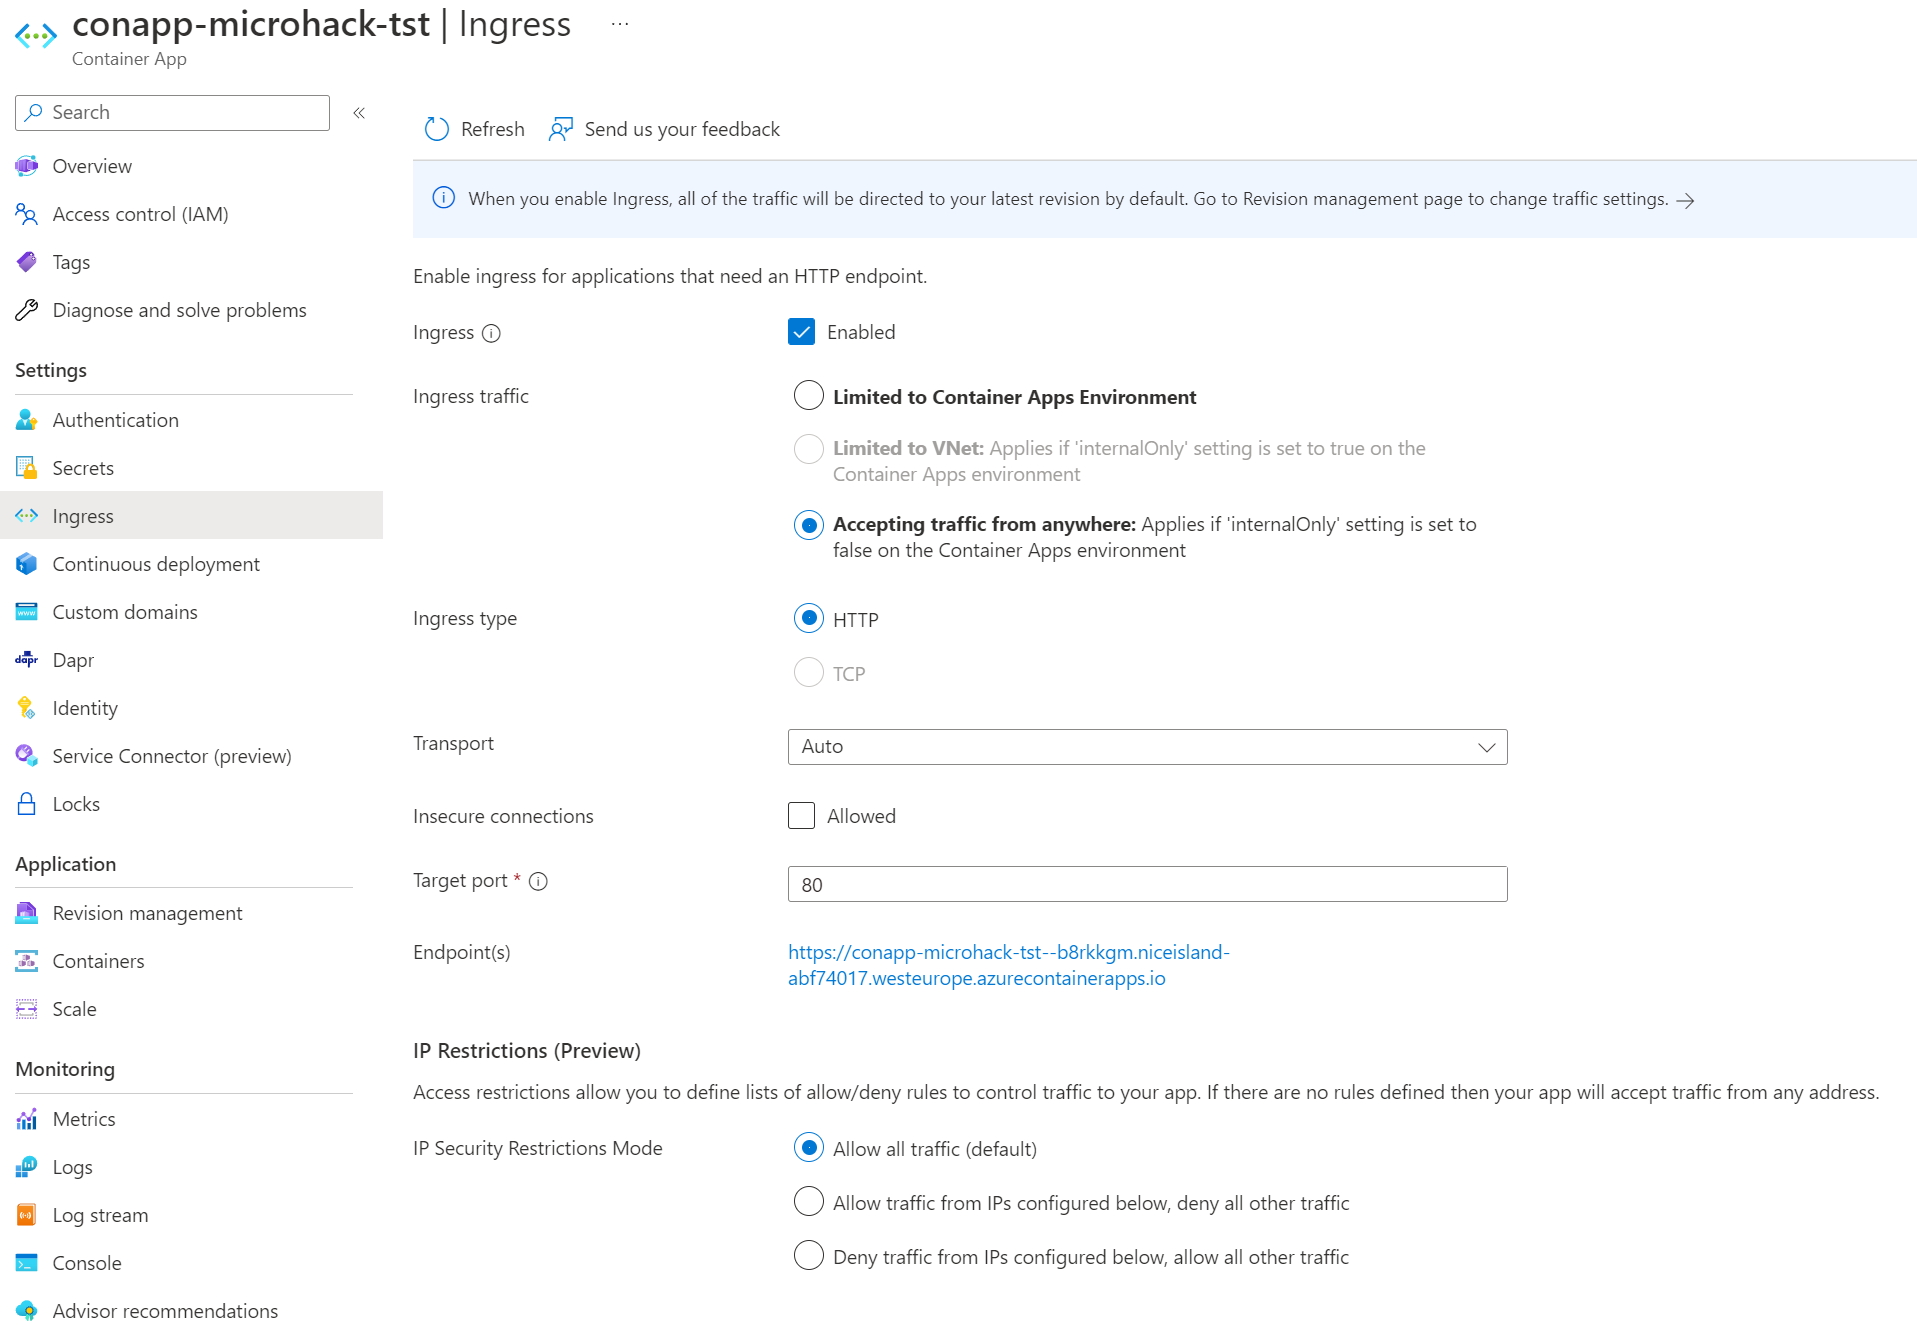 conapp-microhack-tst | Ingress ...
Container App
Search
«
Overview
Access control (IAM)
Tags
Diagnose and solve problems
Settings
Authentication
Secrets
Ingress
Continuous deployment
Custom domains
dapr Dapr
Identity
Service Connector (preview)
Locks
Application
Revision management
Containers
Scale
Monitoring
Metrics
Logs
Log stream
Console
Advisor recommendations
Refresh
Send us your feedback
When you enable Ingress, all of the traffic will be directed to your latest revision by default. Go to Revision management page to change traffic settings. →
Enable ingress for applications that need an HTTP endpoint.
Ingress
Enabled
Ingress traffic
Limited to Container Apps Environment
Limited to VNet: Applies if 'internalOnly' setting is set to true on the
Container Apps environment
Accepting traffic from anywhere: Applies if 'internalOnly' setting is set to
false on the Container Apps environment
Ingress type
HTTP
TCP
Transport
Auto
Insecure connections
Allowed
Target port *
80
Endpoint(s)
https://conapp-microhack-tst--b8rkkgm.niceisland-
abf74017.westeurope.azurecontainerapps.io
IP Restrictions (Preview)
Access restrictions allow you to define lists of allow/deny rules to control traffic to your app. If there are no rules defined then your app will accept traffic from any address.
IP Security Restrictions Mode
Allow all traffic (default)
Allow traffic from IPs configured below, deny all other traffic
Deny traffic from IPs configured below, allow all other traffic